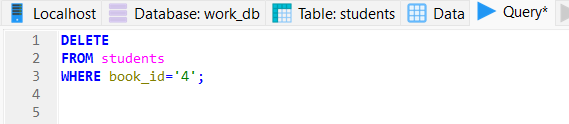 Localhost Database: work_db Table: students Data Query*
1 DELETE
2 FROM students
3 WHERE book_id='4';
4
5